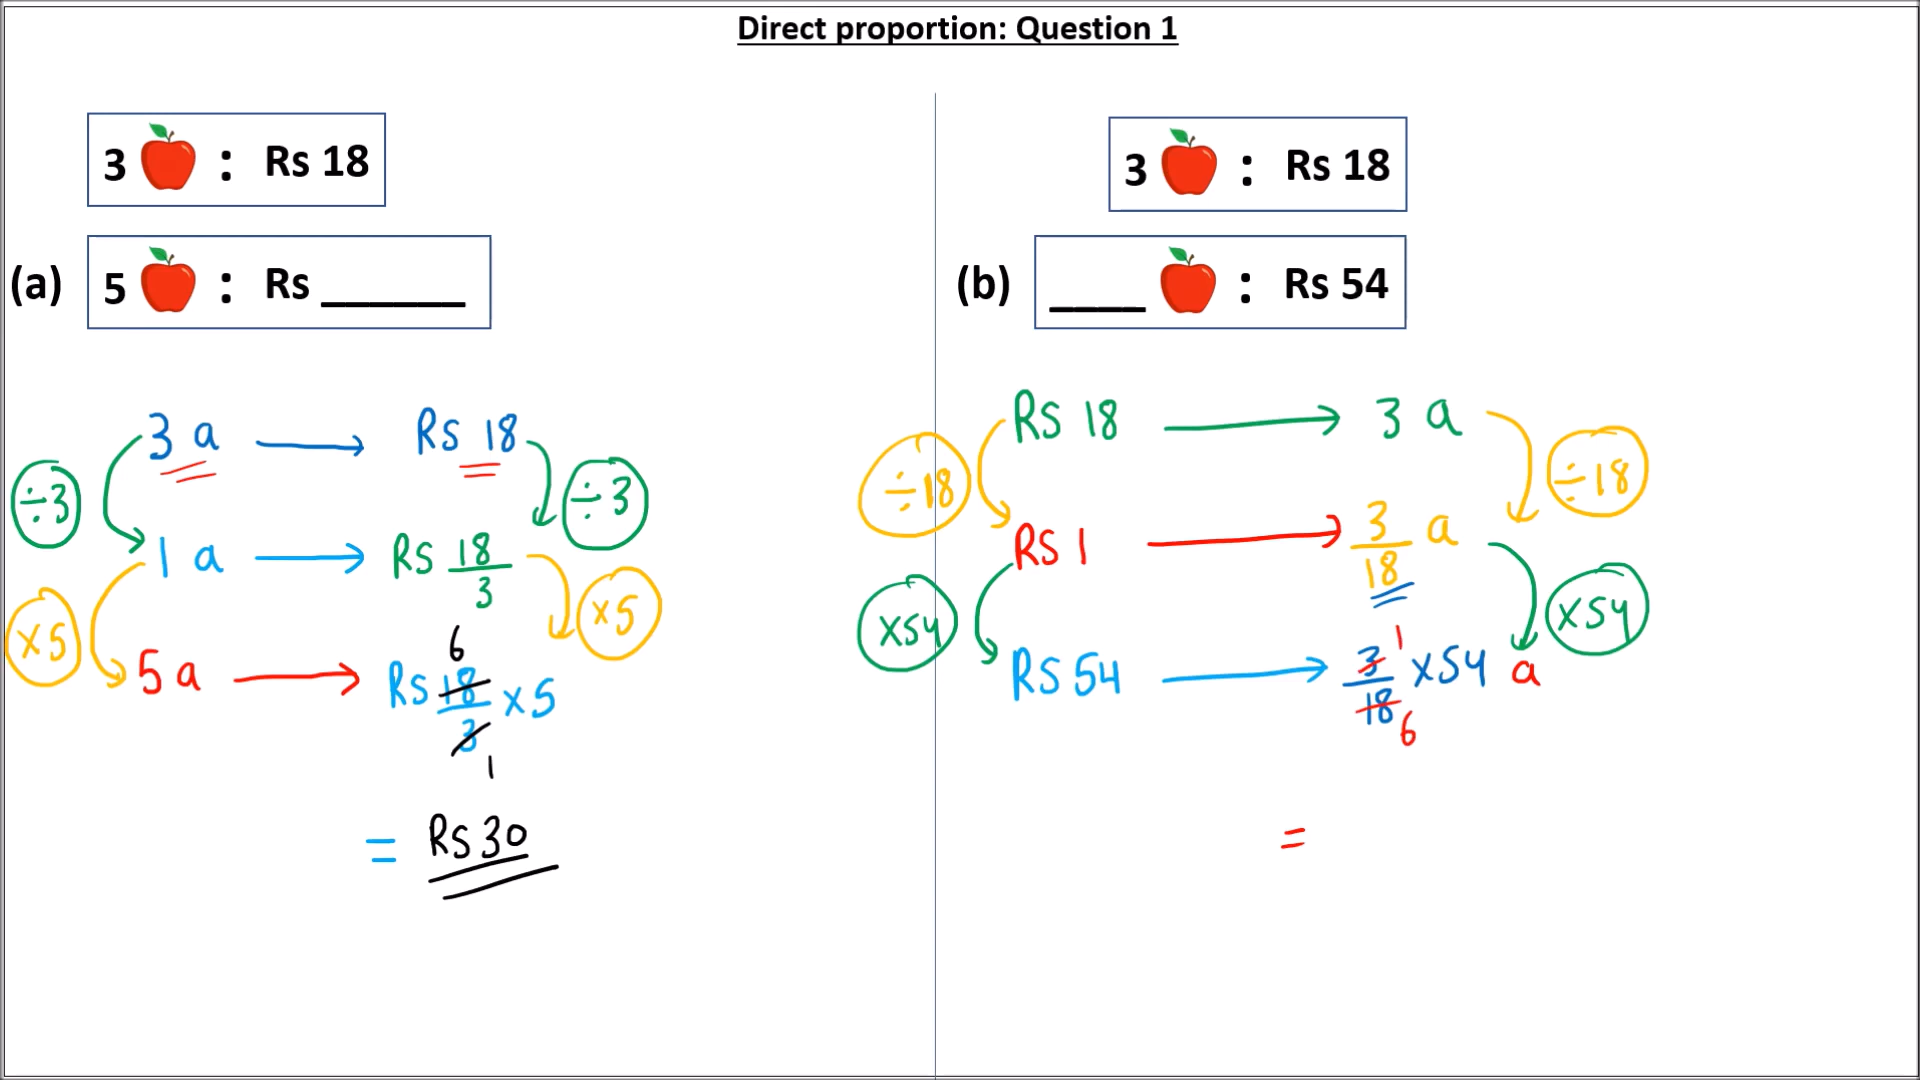 Direct proportion: Question 1
3 : Rs 18
(a) 5 : Rs ______
3 a → Rs 18
÷3 ÷3
1 a → Rs 18/3
×5 ×5
6
5 a → Rs 18/3 ×5
1
= Rs 30
3 : Rs 18
(b) ____ : Rs 54
Rs 18 → 3 a
÷18 ÷18
Rs 1 → 3/18 a
×54 ×54
1
Rs 54 → 3/18 ×54 a
6
=